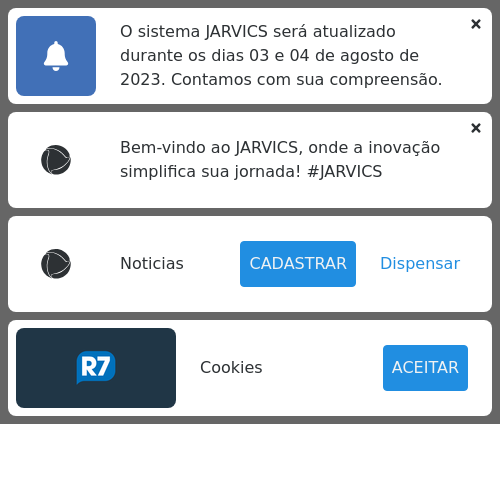 O sistema JARVICS será atualizado
durante os dias 03 e 04 de agosto de
2023. Contamos com sua compreensão.
Bem-vindo ao JARVICS, onde a inovação
simplifica sua jornada! #JARVICS
Noticias CADASTRAR Dispensar
R7 Cookies ACEITAR